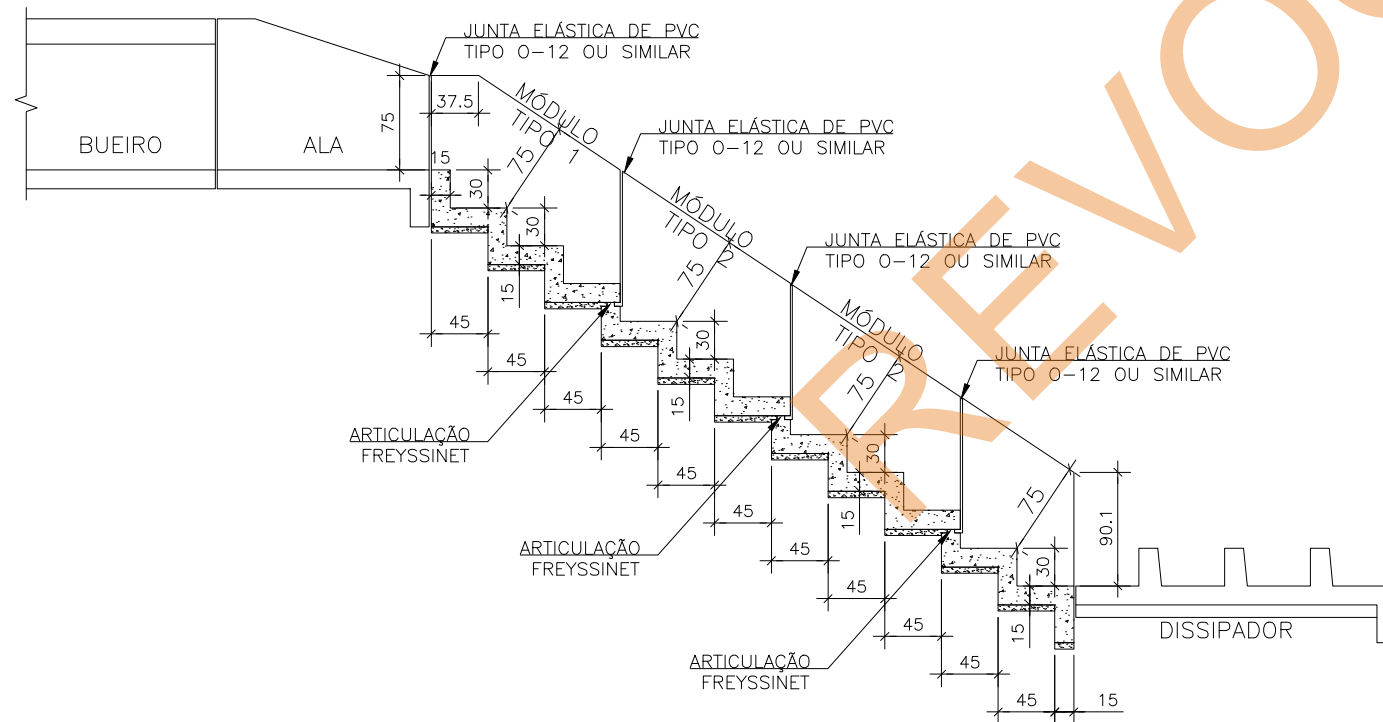 JUNTA ELÁSTICA DE PVC
TIPO O-12 OU SIMILAR
37.5
75
BUEIRO
ALA
MÓDULO
TIPO 1
75
15
30
30
15
JUNTA ELÁSTICA DE PVC
TIPO O-12 OU SIMILAR
MÓDULO
TIPO 2
75
30
15
JUNTA ELÁSTICA DE PVC
TIPO O-12 OU SIMILAR
MÓDULO
TIPO 2
75
30
15
JUNTA ELÁSTICA DE PVC
TIPO O-12 OU SIMILAR
75
90.1
30
15
45
45
45
45
45
45
45
45
45
45
45
15
ARTICULAÇÃO
FREYSSINET
ARTICULAÇÃO
FREYSSINET
ARTICULAÇÃO
FREYSSINET
DISSIPADOR
REVO